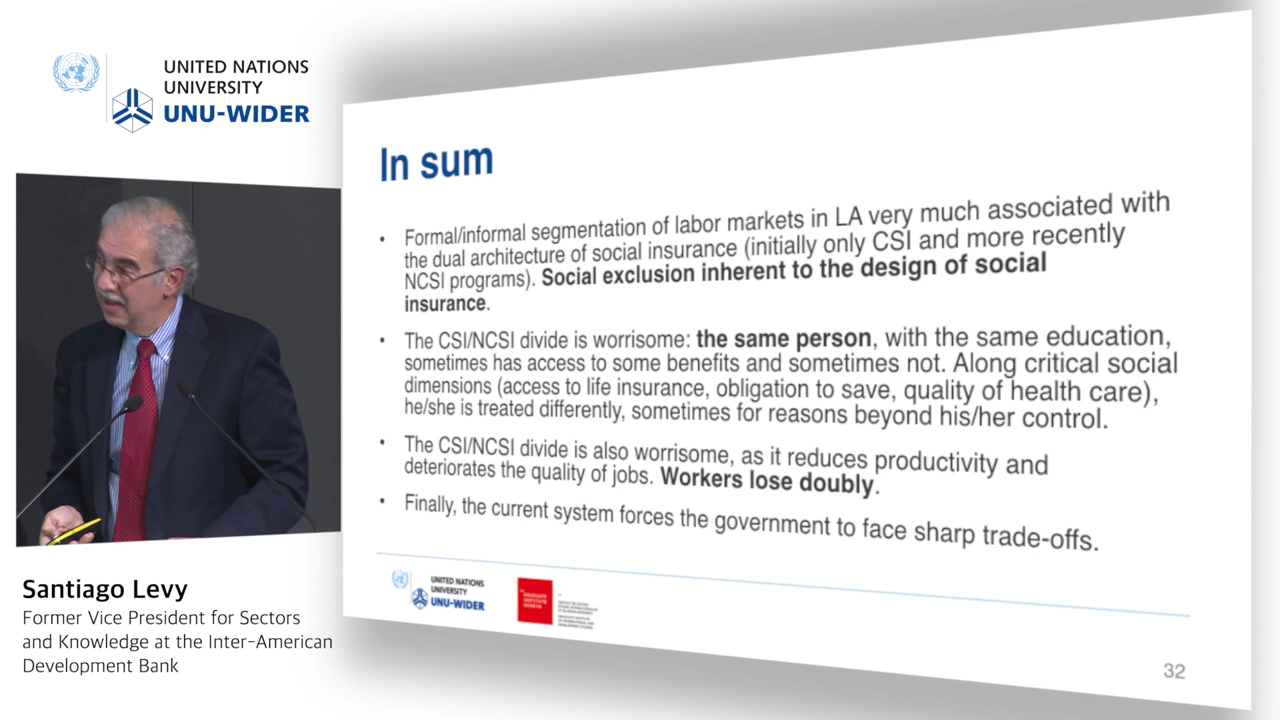 UNITED NATIONS
UNIVERSITY
UNU-WIDER
In sum
• Formal/informal segmentation of labor markets in LA very much associated with
the dual architecture of social insurance (initially only CSI and more recently
NCSI programs). Social exclusion inherent to the design of social
insurance.
• The CSI/NCSI divide is worrisome: the same person, with the same education,
sometimes has access to some benefits and sometimes not. Along critical social
dimensions (access to life insurance, obligation to save, quality of health care),
he/she is treated differently, sometimes for reasons beyond his/her control.
• The CSI/NCSI divide is also worrisome, as it reduces productivity and
deteriorates the quality of jobs. Workers lose doubly.
• Finally, the current system forces the government to face sharp trade-offs.
UNITED NATIONS
UNIVERSITY
UNU-WIDER
GRADUATE
INSTITUTE
GENEVA
32
Santiago Levy
Former Vice President for Sectors
and Knowledge at the Inter-American
Development Bank